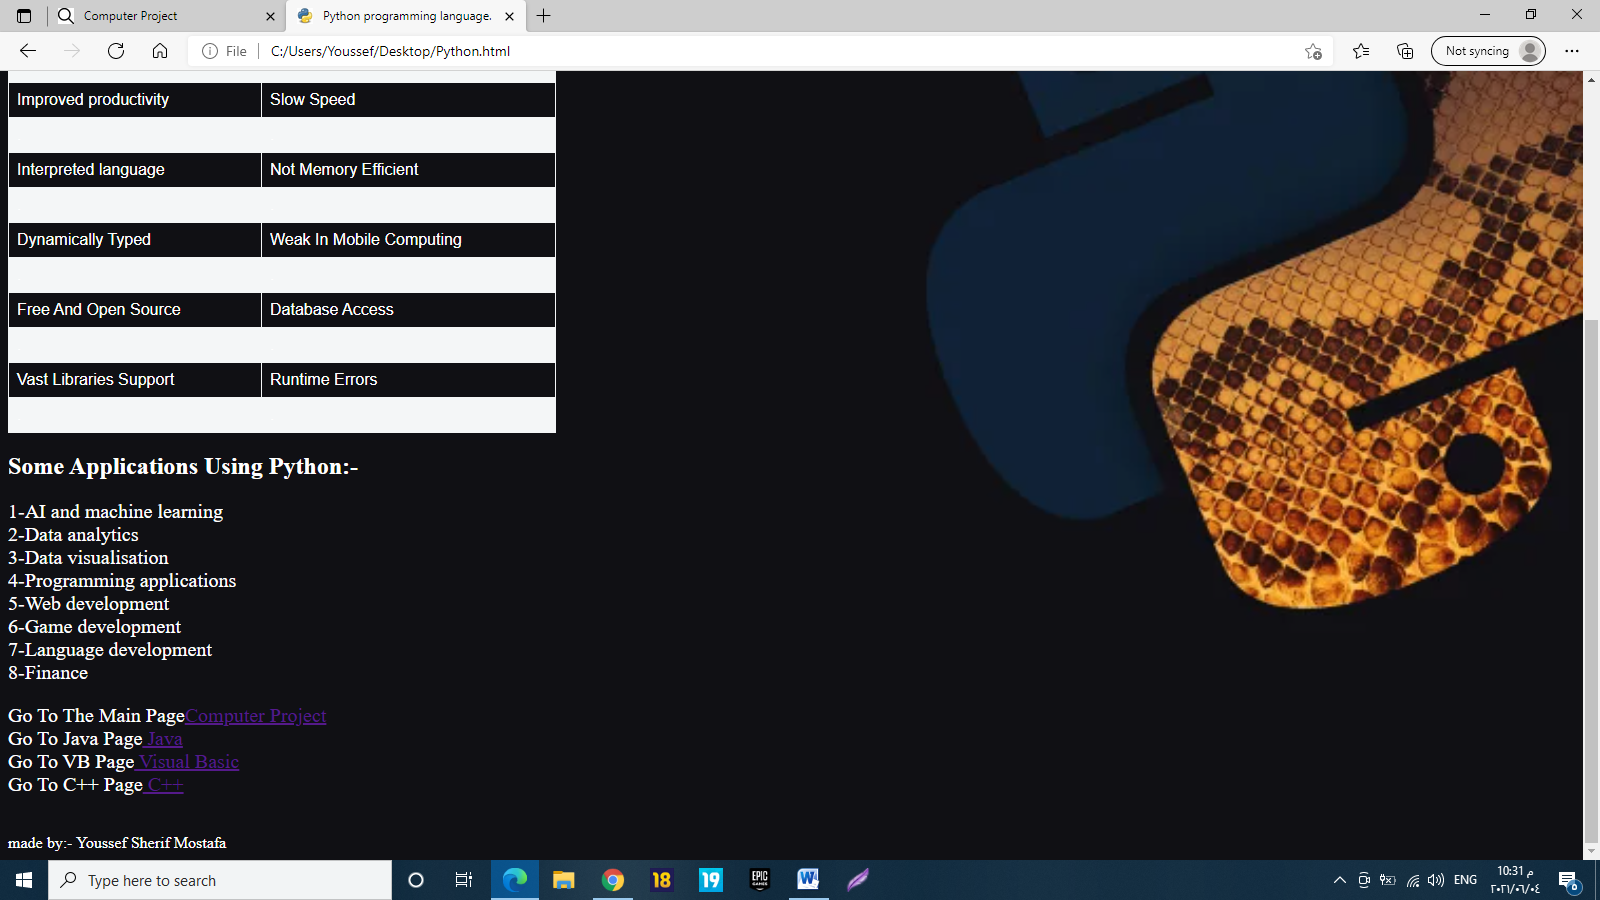 Computer Project
Python programming language.
File
C:/Users/Youssef/Desktop/Python.html
Not syncing
Improved productivity Slow Speed
Interpreted language Not Memory Efficient
Dynamically Typed Weak In Mobile Computing
Free And Open Source Database Access
Vast Libraries Support Runtime Errors
Some Applications Using Python:-
1-AI and machine learning
2-Data analytics
3-Data visualisation
4-Programming applications
5-Web development
6-Game development
7-Language development
8-Finance
Go To The Main PageComputer Project
Go To Java Page Java
Go To VB Page Visual Basic
Go To C++ Page C++
made by:- Youssef Sherif Mostafa
Type here to search
18
19
EPIC
GAMES
W
ENG
10:31 م
٢٠٢١/٠٦/٠٤